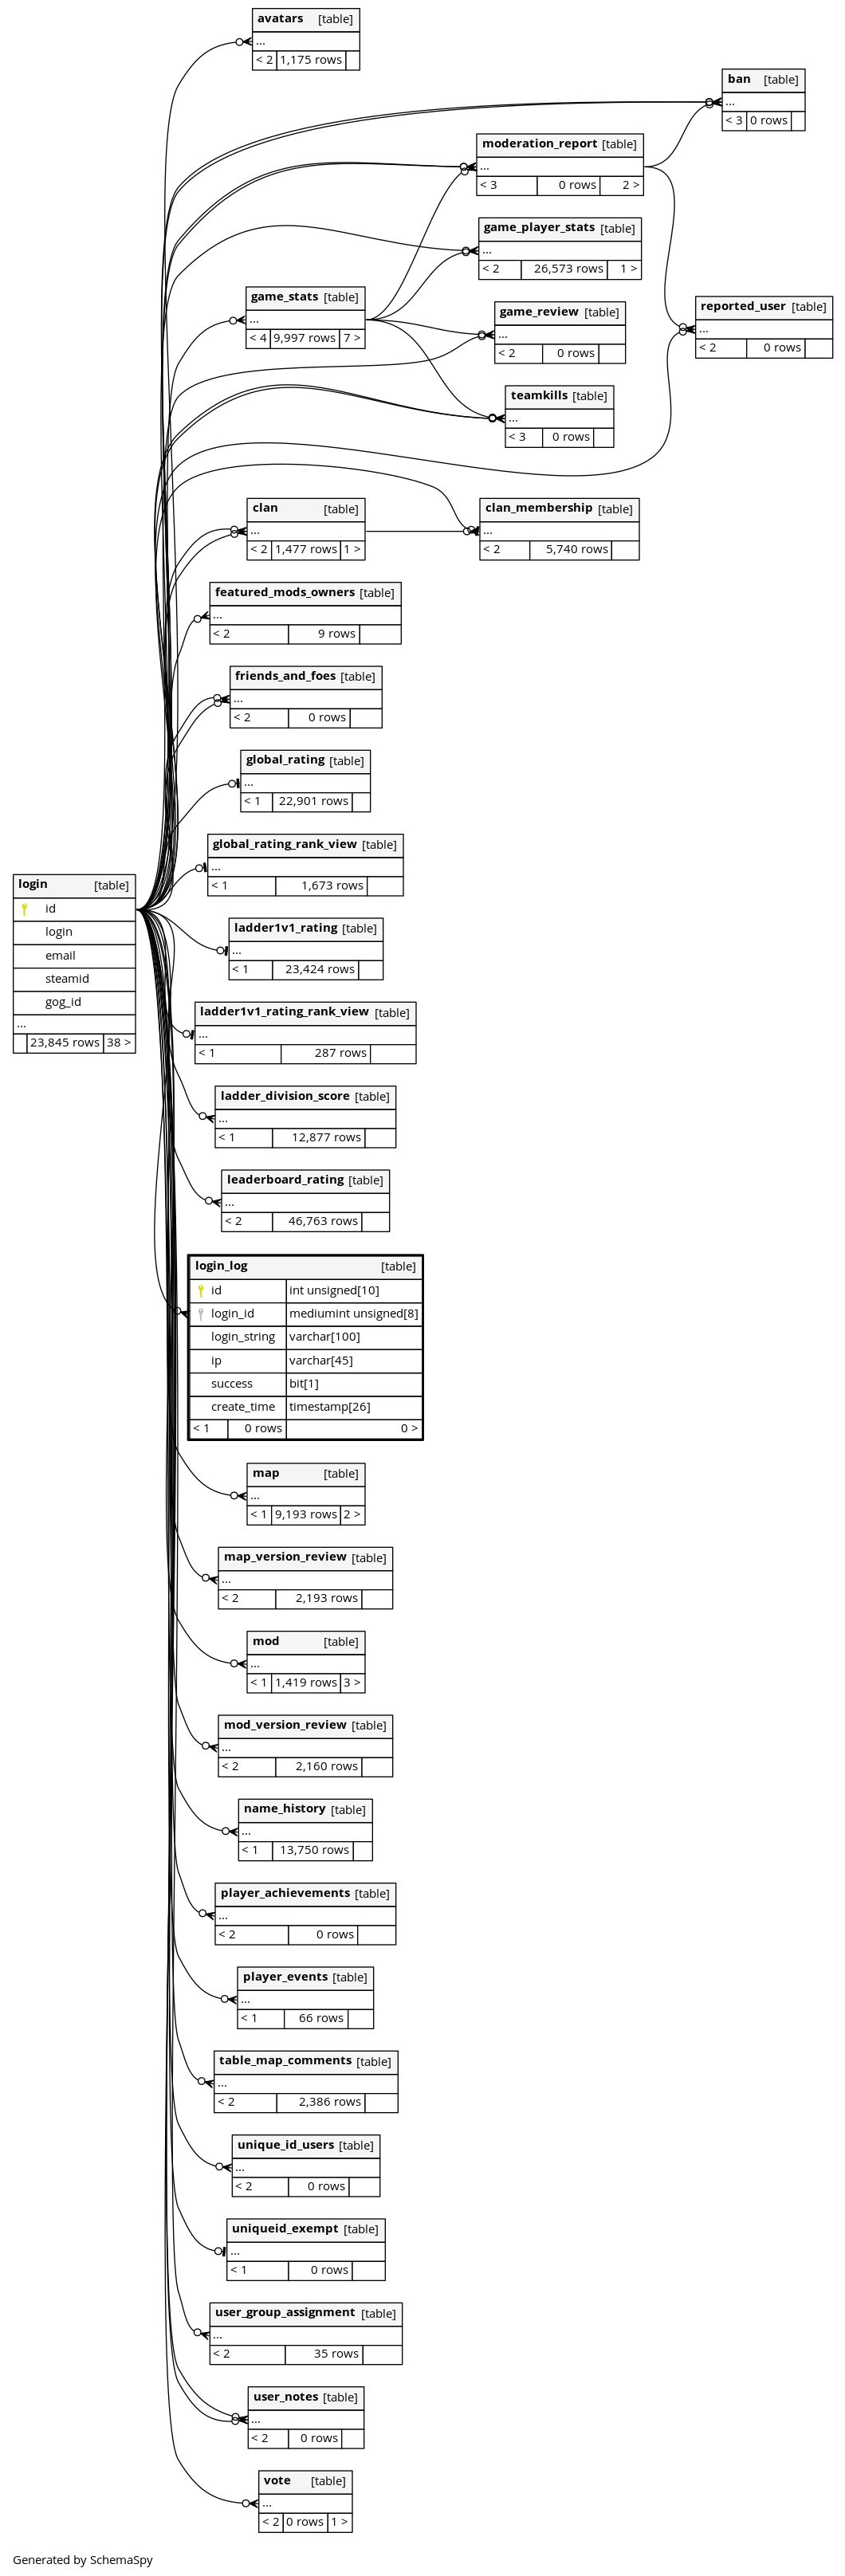 avatars [table]
...
< 2 1,175 rows
ban [table]
...
< 3 0 rows
moderation_report [table]
...
< 3 0 rows 2 >
game_player_stats [table]
...
< 2 26,573 rows 1 >
game_stats [table]
...
< 4 9,997 rows 7 >
game_review [table]
...
< 2 0 rows
reported_user [table]
...
< 2 0 rows
teamkills [table]
...
< 3 0 rows
clan [table]
...
< 2 1,477 rows 1 >
clan_membership [table]
...
< 2 5,740 rows
featured_mods_owners [table]
...
< 2 9 rows
friends_and_foes [table]
...
< 2 0 rows
global_rating [table]
...
< 1 22,901 rows
global_rating_rank_view [table]
...
< 1 1,673 rows
login [table]
id
login
email
steamid
gog_id
...
23,845 rows 38 >
ladder1v1_rating [table]
...
< 1 23,424 rows
ladder1v1_rating_rank_view [table]
...
< 1 287 rows
ladder_division_score [table]
...
< 1 12,877 rows
leaderboard_rating [table]
...
< 2 46,763 rows
login_log [table]
id int unsigned[10]
login_id mediumint unsigned[8]
login_string varchar[100]
ip varchar[45]
success bit[1]
create_time timestamp[26]
< 1 0 rows 0 >
map [table]
...
< 1 9,193 rows 2 >
map_version_review [table]
...
< 2 2,193 rows
mod [table]
...
< 1 1,419 rows 3 >
mod_version_review [table]
...
< 2 2,160 rows
name_history [table]
...
< 1 13,750 rows
player_achievements [table]
...
< 2 0 rows
player_events [table]
...
< 1 66 rows
table_map_comments [table]
...
< 2 2,386 rows
unique_id_users [table]
...
< 2 0 rows
uniqueid_exempt [table]
...
< 1 0 rows
user_group_assignment [table]
...
< 2 35 rows
user_notes [table]
...
< 2 0 rows
vote [table]
...
< 2 0 rows 1 >
Generated by SchemaSpy